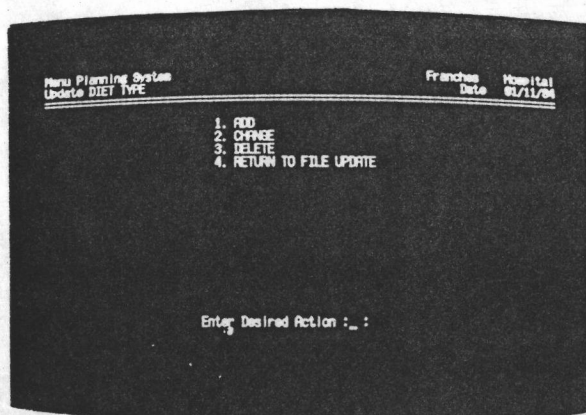 Menu Planning System Franches Hospital
Update DIET TYPE Date 01/11/84
1. ADD
2. CHANGE
3. DELETE
4. RETURN TO FILE UPDATE
Enter Desired Action :_ :